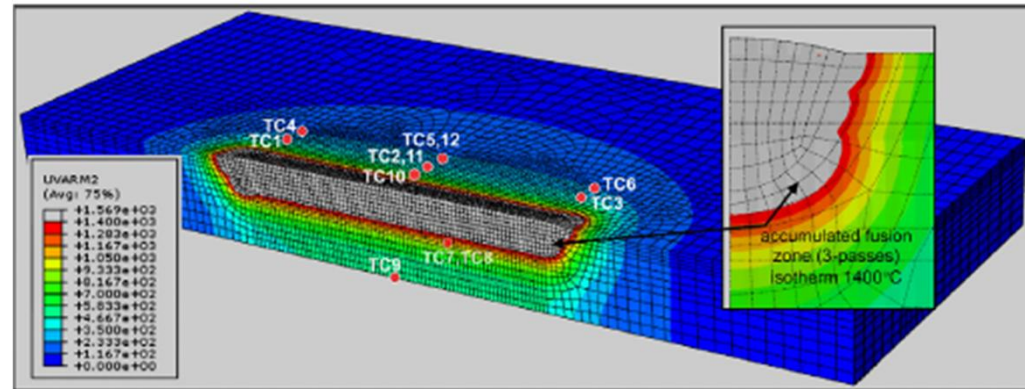 TC4
TC1
TC5,12
TC2,11
TC10
TC6
TC3
TC7,TC8
TC9
UVARM2
(Avg: 75%)
+1.569e+03
+1.400e+03
+1.283e+03
+1.167e+03
+1.050e+03
+9.333e+02
+8.167e+02
+7.000e+02
+5.833e+02
+4.667e+02
+3.500e+02
+2.333e+02
+1.167e+02
+0.000e+00
accumulated fusion
zone (3-passes)
isotherm 1400°C